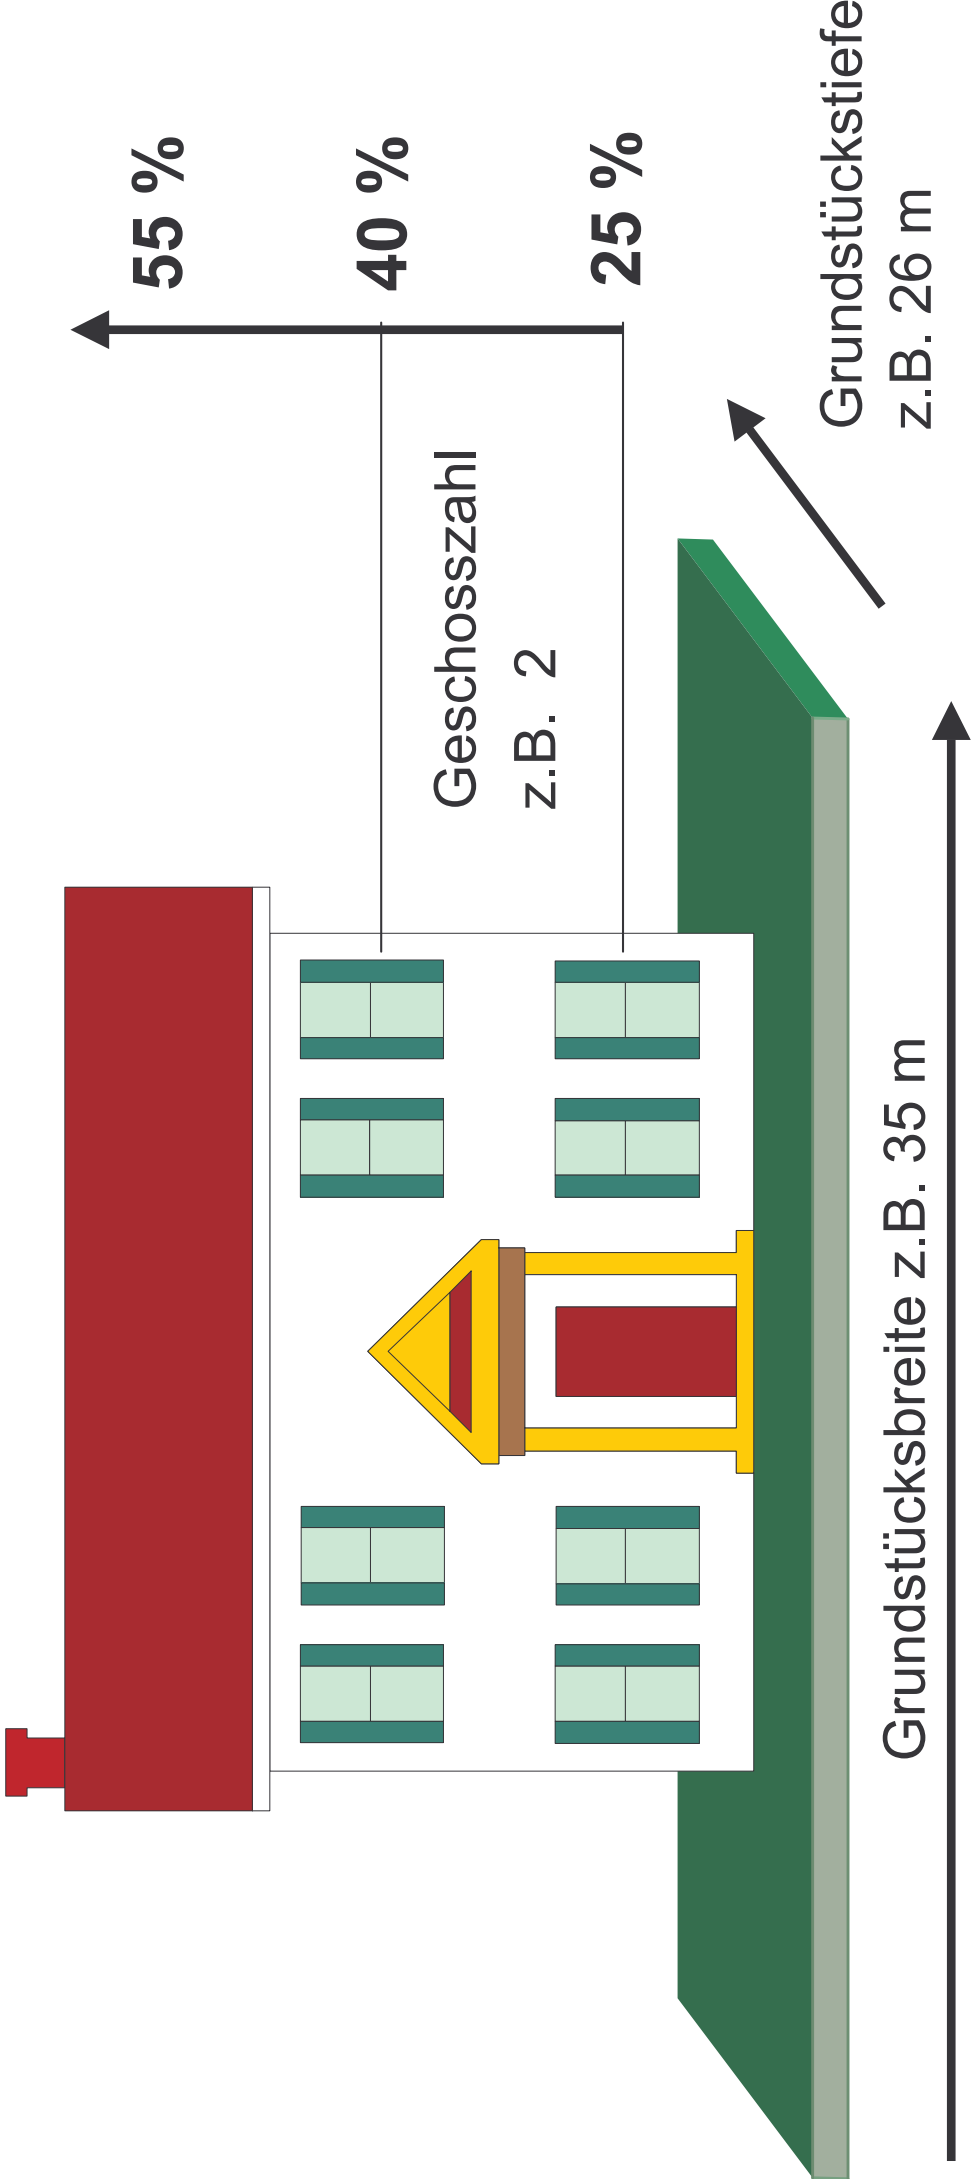 55 %
40 %
Geschosszahl
z.B. 2
25 %
Grundstückstiefe
z.B. 26 m
Grundstücksbreite z.B. 35 m